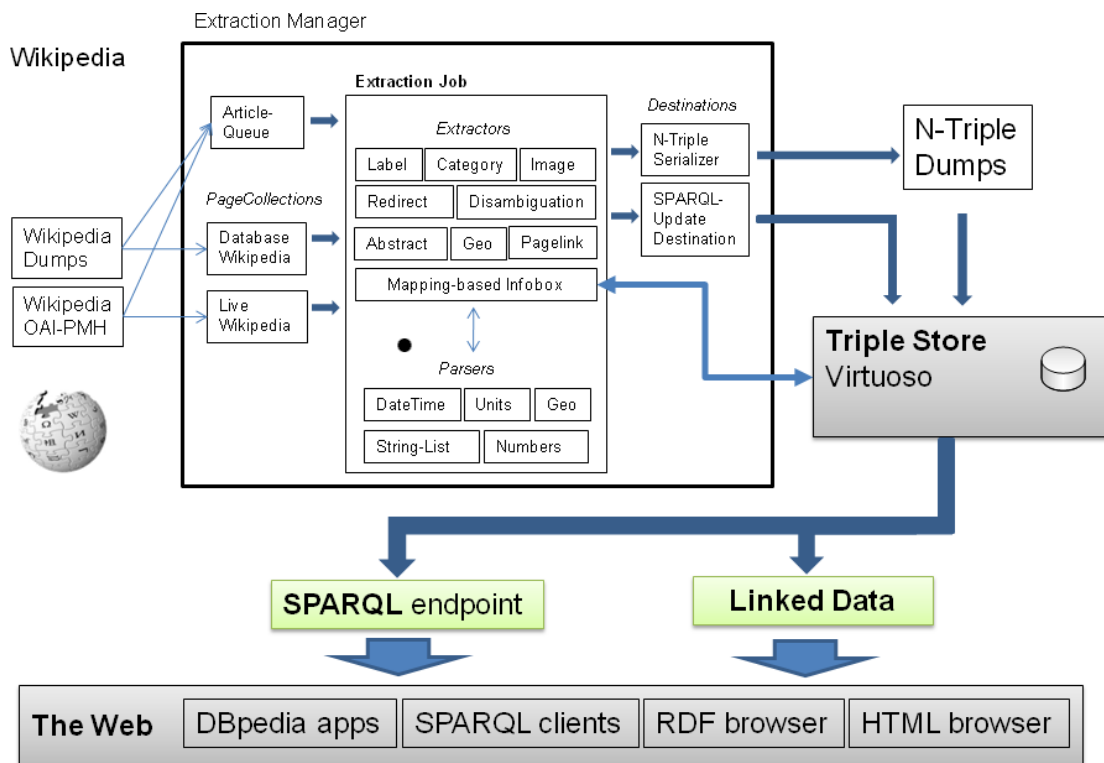 Extraction Manager
Wikipedia
Extraction Job
Article-
Queue
Extractors
Destinations
N-Triple
Serializer
N-Triple
Dumps
Label
Category
Image
Redirect
Disambiguation
PageCollections
SPARQL-
Update
Destination
Wikipedia
Dumps
Database
Wikipedia
Abstract
Geo
Pagelink
Mapping-based Infobox
Wikipedia
OAI-PMH
Live
Wikipedia
Triple Store
Virtuoso
Parsers
DateTime
Units
Geo
String-List
Numbers
SPARQL endpoint
Linked Data
The Web
DBpedia apps
SPARQL clients
RDF browser
HTML browser